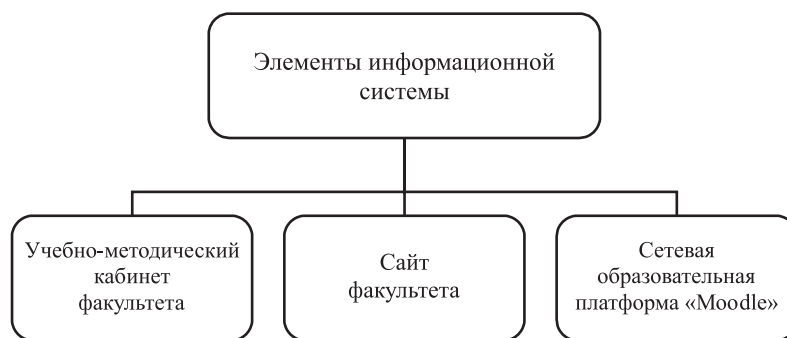 Элементы информационной
системы
Учебно-методический
кабинет
факультета
Сайт
факультета
Сетевая
образовательная
платформа «Moodle»